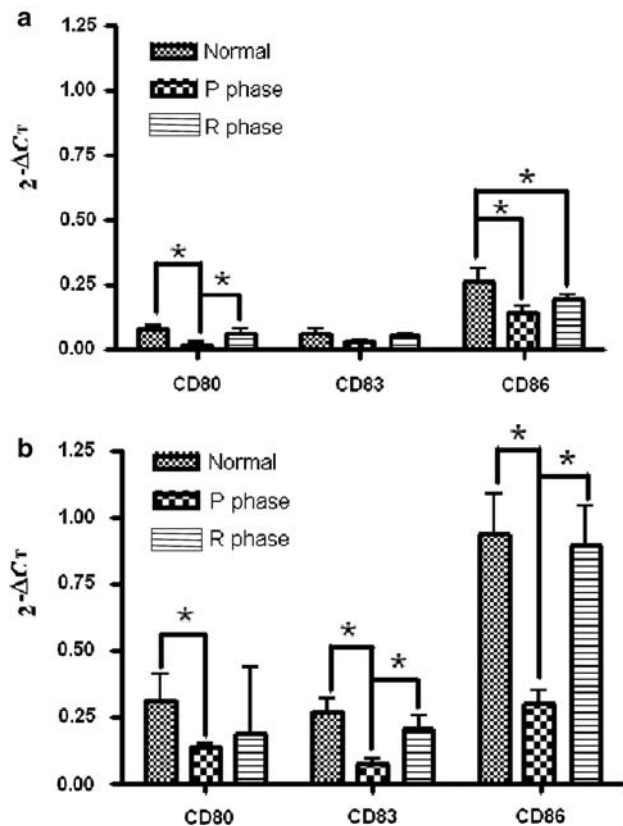 a
1.25
1.00
0.75
0.50
0.25
0.00
2^-ΔCT
Normal
P phase
R phase
*
*
*
*
CD80
CD83
CD86
b
1.25
1.00
0.75
0.50
0.25
0.00
2^-ΔCT
Normal
P phase
R phase
*
*
*
*
*
CD80
CD83
CD86